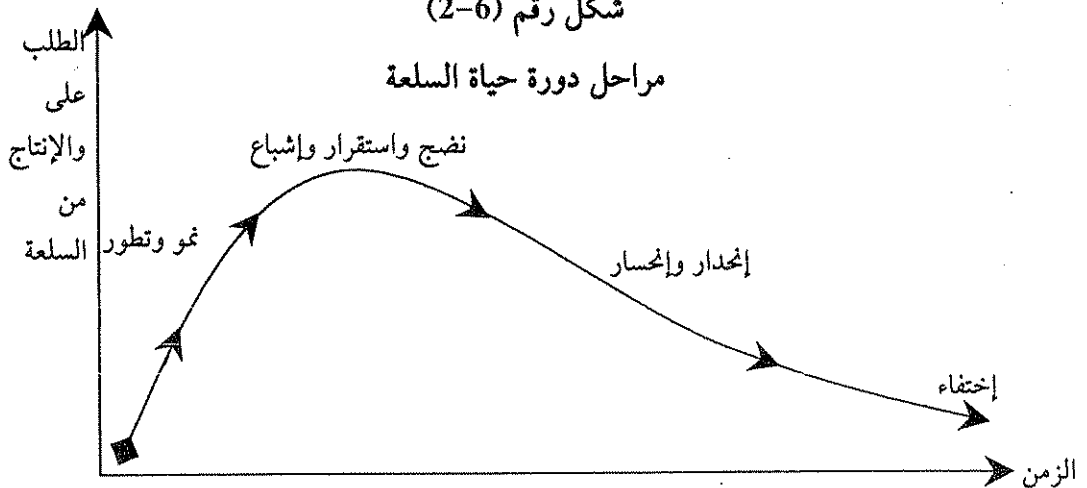 شكل رقم (6-2)
مراحل دورة حياة السلعة
الطلب
على
والإنتاج
من
السلعة
نمو وتطور
نضج واستقرار وإشباع
إنحدار وإنحسار
إختفاء
الزمن